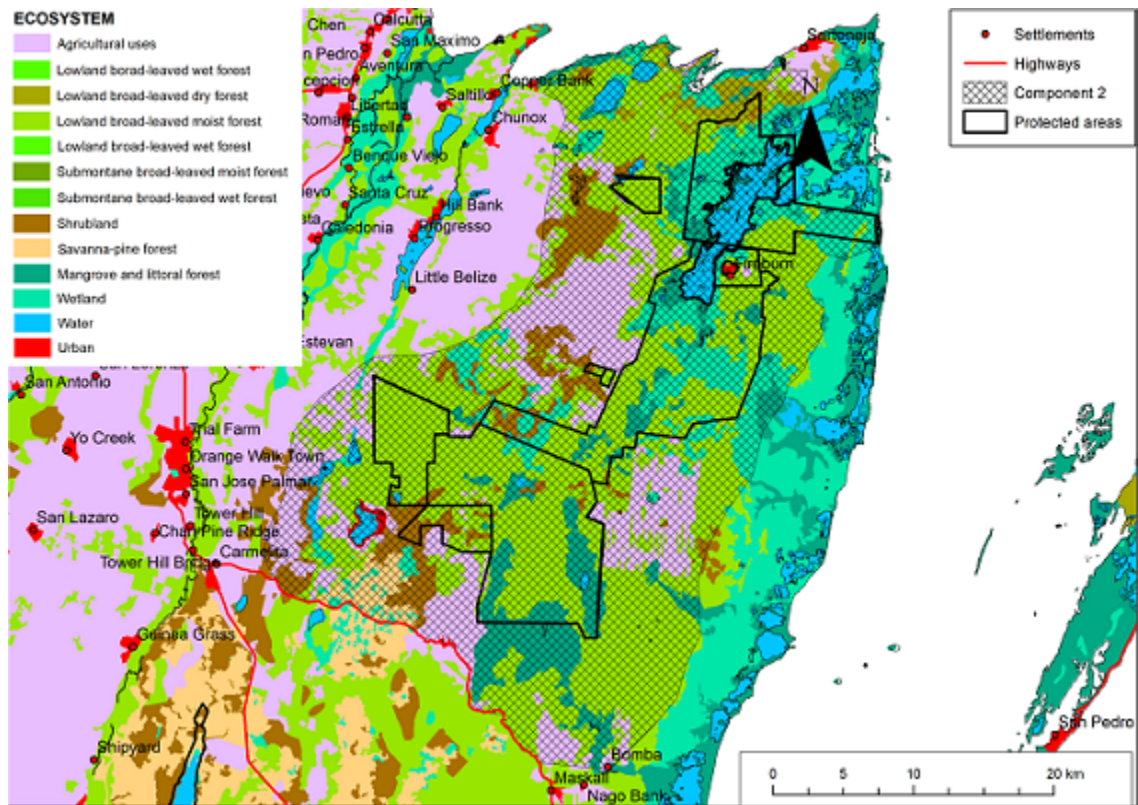 ECOSYSTEM
Agricultural uses
Lowland borad-leaved wet forest
Lowland broad-leaved dry forest
Lowland broad-leaved moist forest
Lowland broad-leaved wet forest
Submontane broad-leaved moist forest
Submontane broad-leaved wet forest
Shrubland
Savanna-pine forest
Mangrove and littoral forest
Wetland
Water
Urban
Settlements
Highways
Component 2
Protected areas
N
Chen
Calcutta
n Pedro
San Maximo
Aventura
cepcion
Copper Bank
Saltillo
Libertad
Chunox
Estrella
Benque Viejo
Santa Cruz
Hill Bank
Caledonia
Progresso
Little Belize
Estevan
Sarteneja
San Antonio
Yo Creek
Trial Farm
Orange Walk Town
San Jose Palmar
San Lazaro
Tower Hill
Chan Pine Ridge
Carmelita
Tower Hill Bridge
Guinea Grass
Shipyard
Bomba
Maskall
Nago Bank
San Pedro
0 5 10 20 km